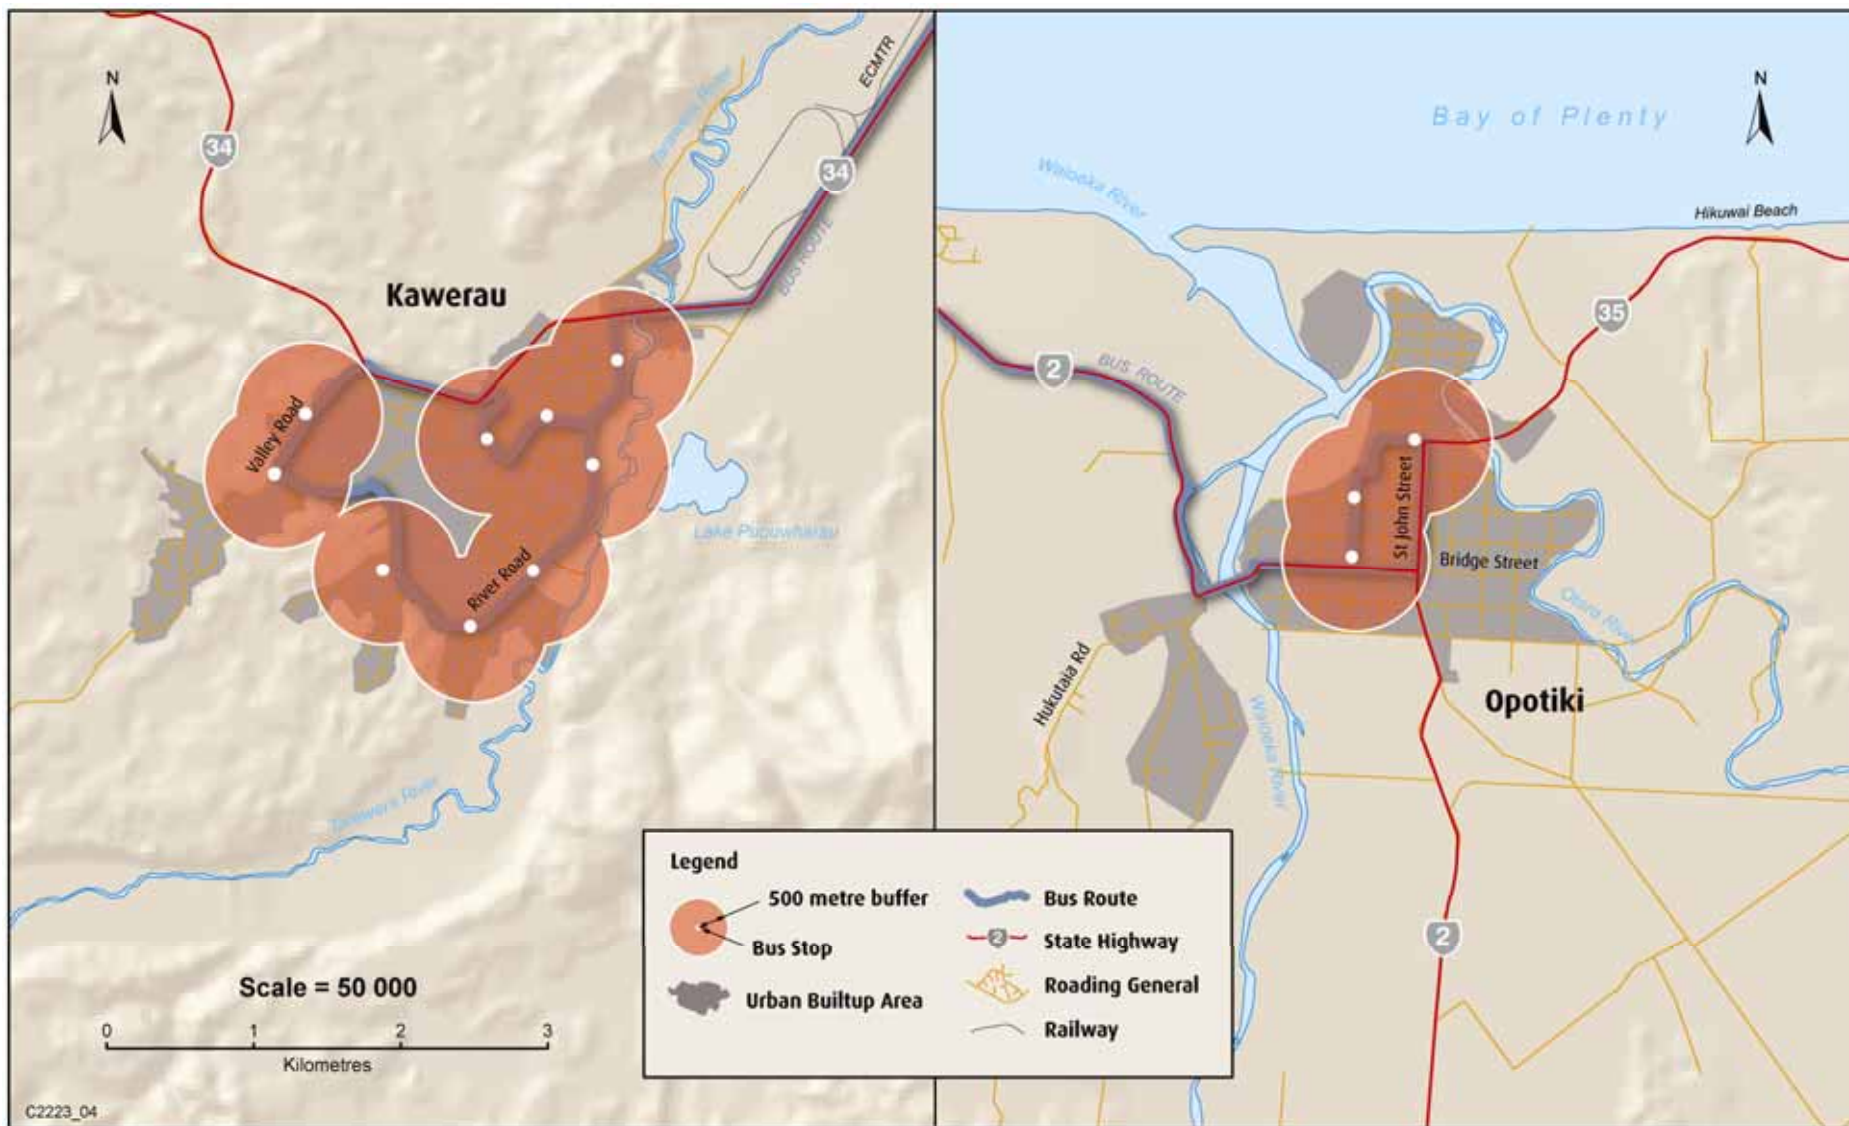 N
34
Kawerau
Tarawera River
ECMTR
34
BUS ROUTE
Valley Road
River Road
Lake Pupuwharau
Tarawera River
Scale = 50 000
0 1 2 3
Kilometres
C2223_04
N
Bay of Plenty
Waioeka River
Hikuwai Beach
35
2
BUS ROUTE
St John Street
Bridge Street
Otara River
Hukutaia Rd
Waioeka River
Opotiki
2
Legend
500 metre buffer
Bus Stop
Urban Builtup Area
Bus Route
2
State Highway
Roading General
Railway